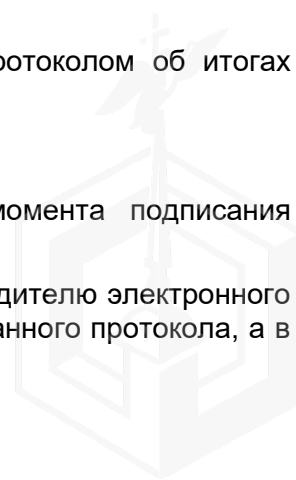 ротоколом об итогах
момента подписания
дителю электронного
анного протокола, а в